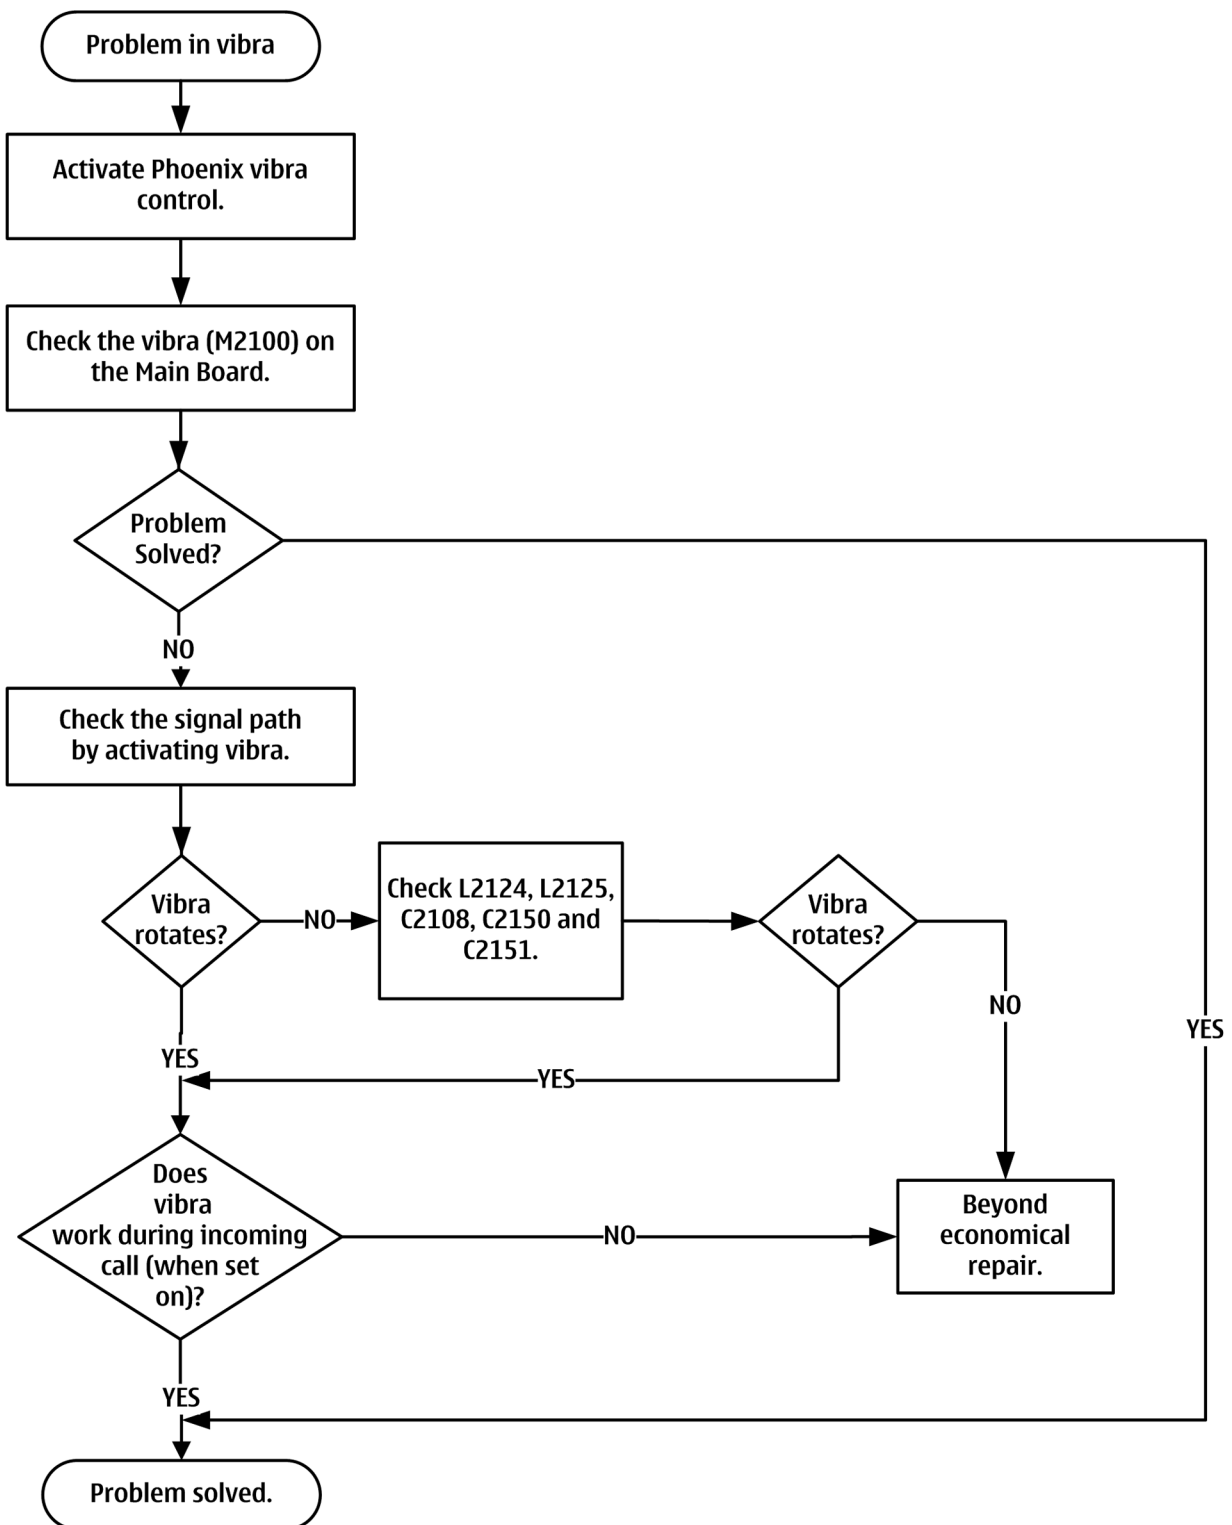 Problem in vibra
Activate Phoenix vibra
control.
Check the vibra (M2100) on
the Main Board.
Problem
Solved?
NO
Check the signal path
by activating vibra.
Vibra
rotates?
NO
Check L2124, L2125,
C2108, C2150 and
C2151.
Vibra
rotates?
NO
YES
YES
YES
Does
vibra
work during incoming
call (when set
on)?
NO
Beyond
economical
repair.
YES
Problem solved.